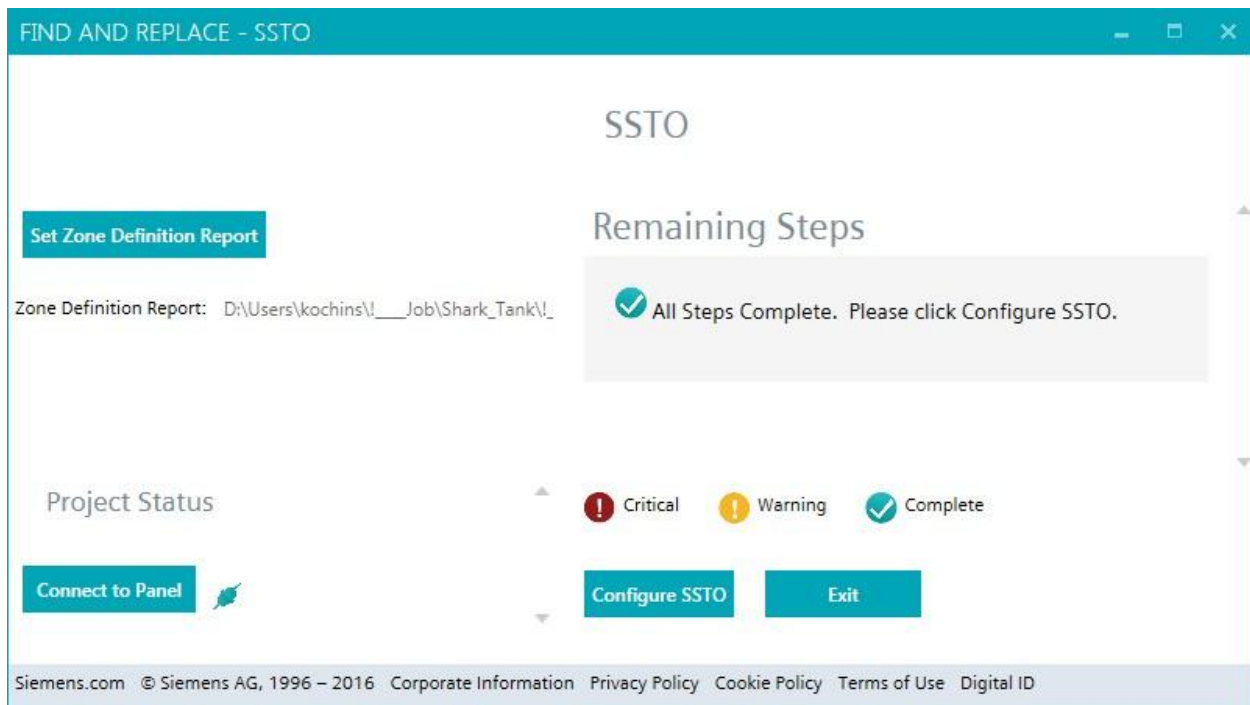 FIND AND REPLACE - SSTO
SSTO
Set Zone Definition Report
Remaining Steps
Zone Definition Report: D:\Users\kochins\!___Job\Shark_Tank\!_
All Steps Complete. Please click Configure SSTO.
Project Status
Critical Warning Complete
Connect to Panel
Configure SSTO Exit
Siemens.com © Siemens AG, 1996 – 2016 Corporate Information Privacy Policy Cookie Policy Terms of Use Digital ID